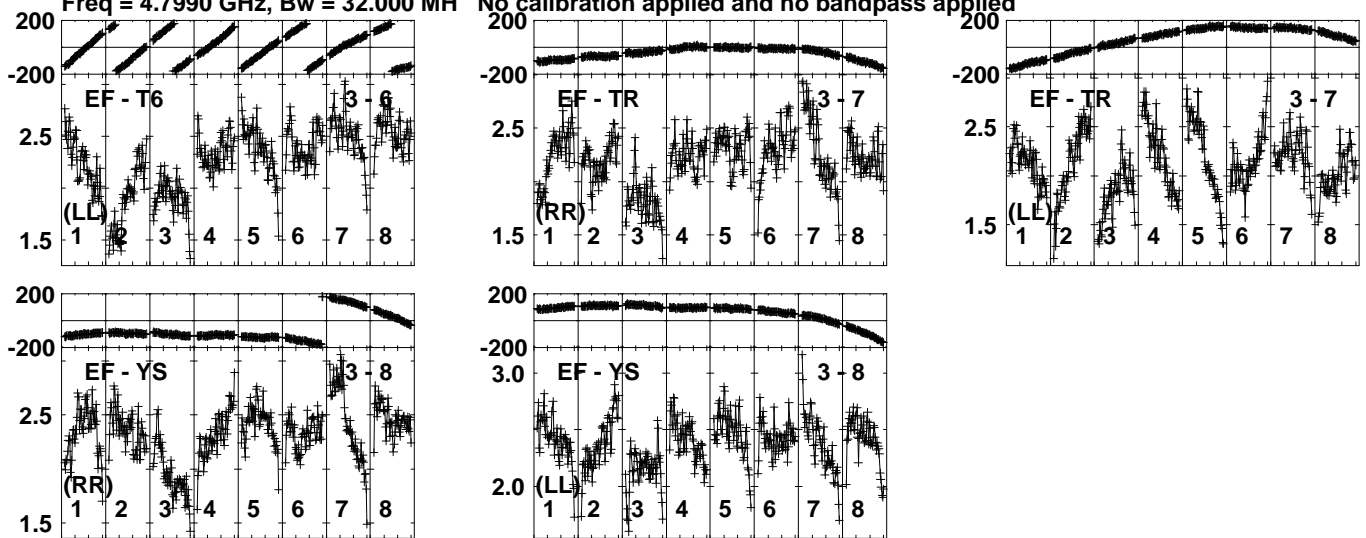 Freq = 4.7990 GHz, Bw = 32.000 MH No calibration applied and no bandpass applied
200
-200
EF - T6 3 - 6
2.5
(LL)
1.5
1 2 3 4 5 6 7 8
200
-200
EF - TR 3 - 7
2.5
(RR)
1.5
1 2 3 4 5 6 7 8
200
-200
EF - TR 3 - 7
2.5
(LL)
1.5
1 2 3 4 5 6 7 8
200
-200
EF - YS 3 - 8
2.5
(RR)
1.5
1 2 3 4 5 6 7 8
200
-200
EF - YS 3 - 8
3.0
2.0
(LL)
1 2 3 4 5 6 7 8